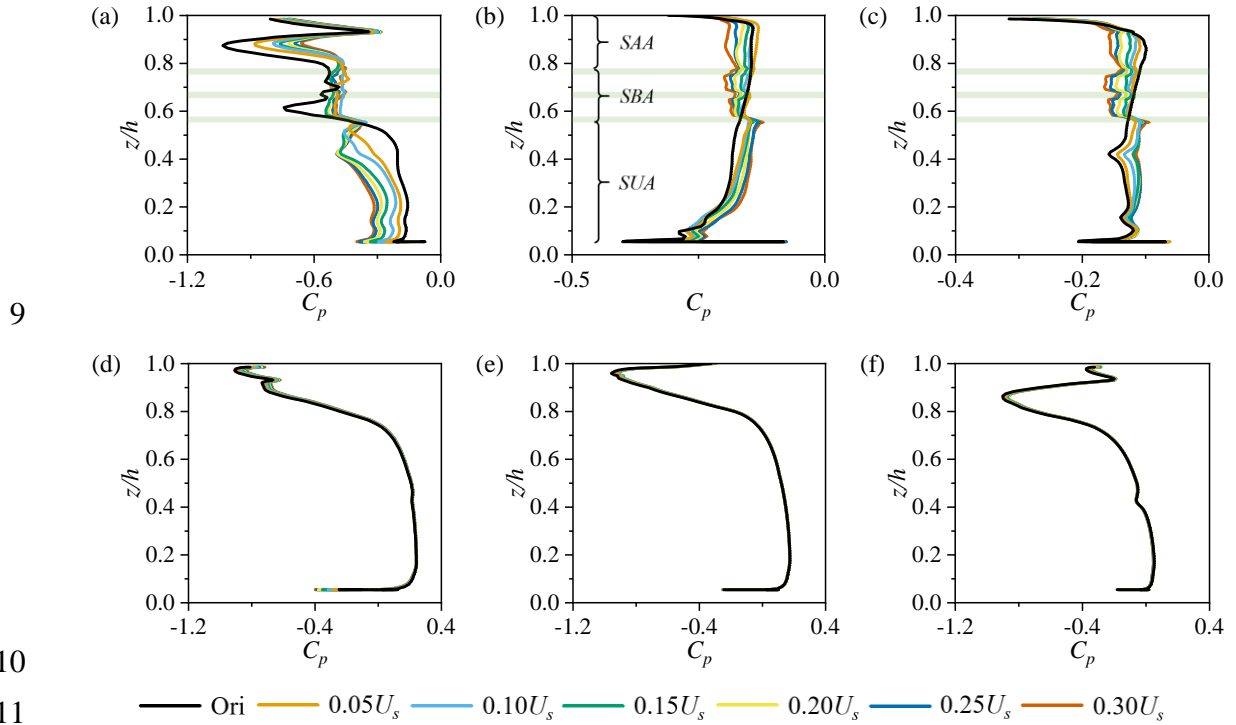 (a) (b) (c)
1.0 1.0 1.0
0.8 0.8 0.8
0.6 0.6 0.6
0.4 0.4 0.4
0.2 0.2 0.2
0.0 0.0 0.0
z/h z/h z/h
SAA
SBA
SUA
-1.2 -0.6 0.0 -0.5 0.0 -0.4 -0.2 0.0
C_p C_p C_p
9
(d) (e) (f)
1.0 1.0 1.0
0.8 0.8 0.8
0.6 0.6 0.6
0.4 0.4 0.4
0.2 0.2 0.2
0.0 0.0 0.0
z/h z/h z/h
-1.2 -0.4 0.4 -1.2 -0.4 0.4 -1.2 -0.4 0.4
C_p C_p C_p
10
11 Ori 0.05U_s 0.10U_s 0.15U_s 0.20U_s 0.25U_s 0.30U_s